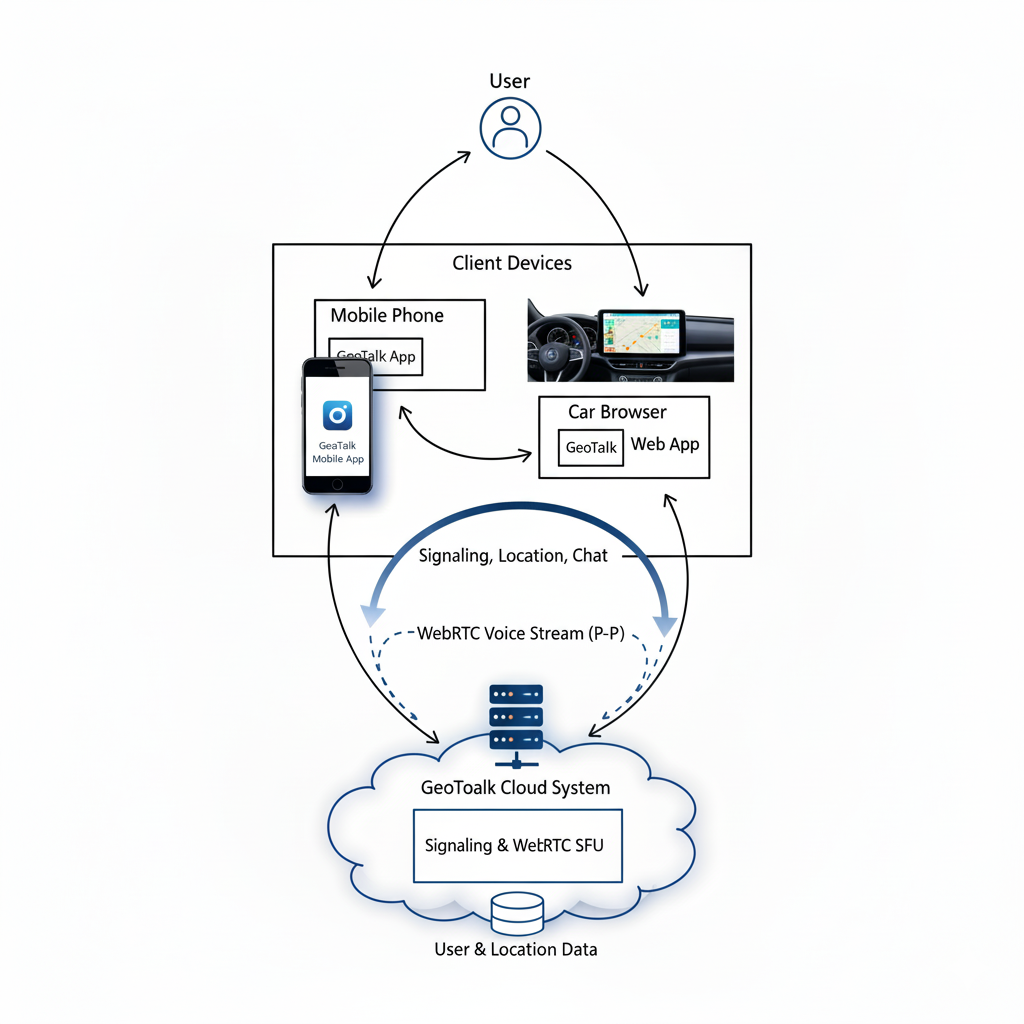 User
Client Devices
Mobile Phone
GeoTalk App
GeaTalk
Mobile App
Car Browser
GeoTalk
Web App
Signaling, Location, Chat
WebRTC Voice Stream (P-P)
GeoToalk Cloud System
Signaling & WetRTC SFU
User & Location Data